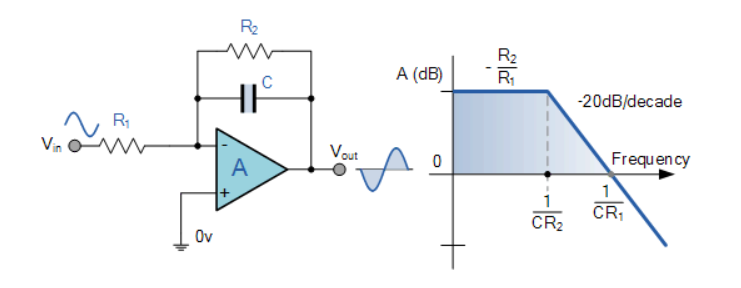 R₂
C
R₁
Vin
-
A
+
Vout
0v
A (dB)
- R₂
R₁
-20dB/decade
0
Frequency
1
CR₂
1
CR₁